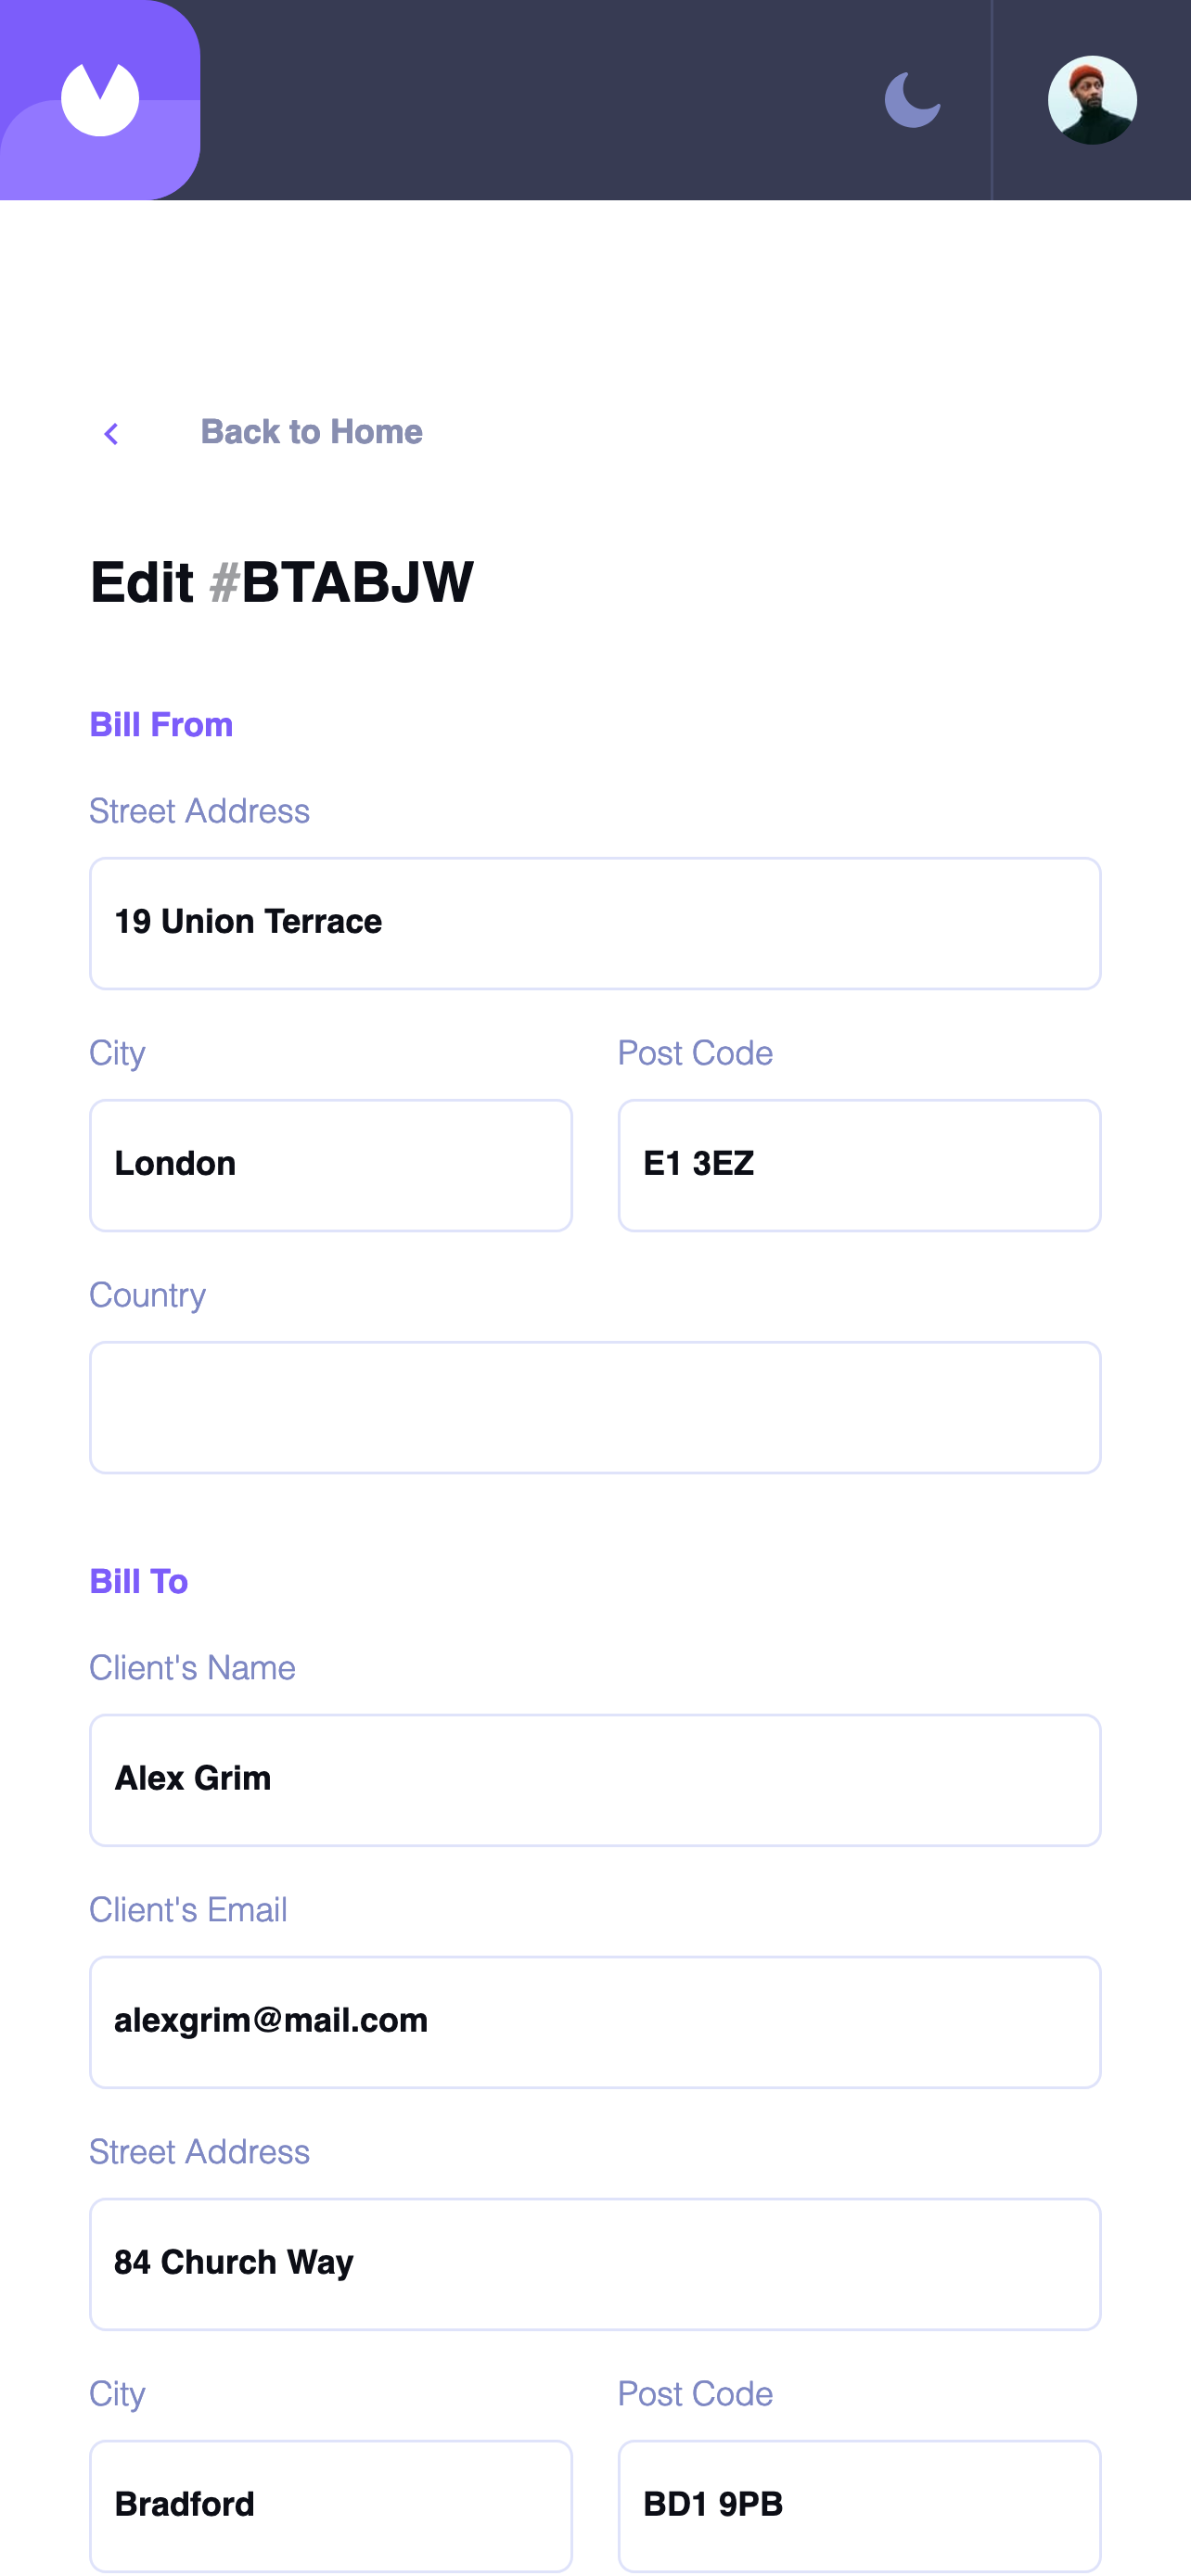 Back to Home
Edit #BTABJW
Bill From
Street Address
19 Union Terrace
City
Post Code
London
E1 3EZ
Country
Bill To
Client's Name
Alex Grim
Client's Email
alexgrim@mail.com
Street Address
84 Church Way
City
Post Code
Bradford
BD1 9PB